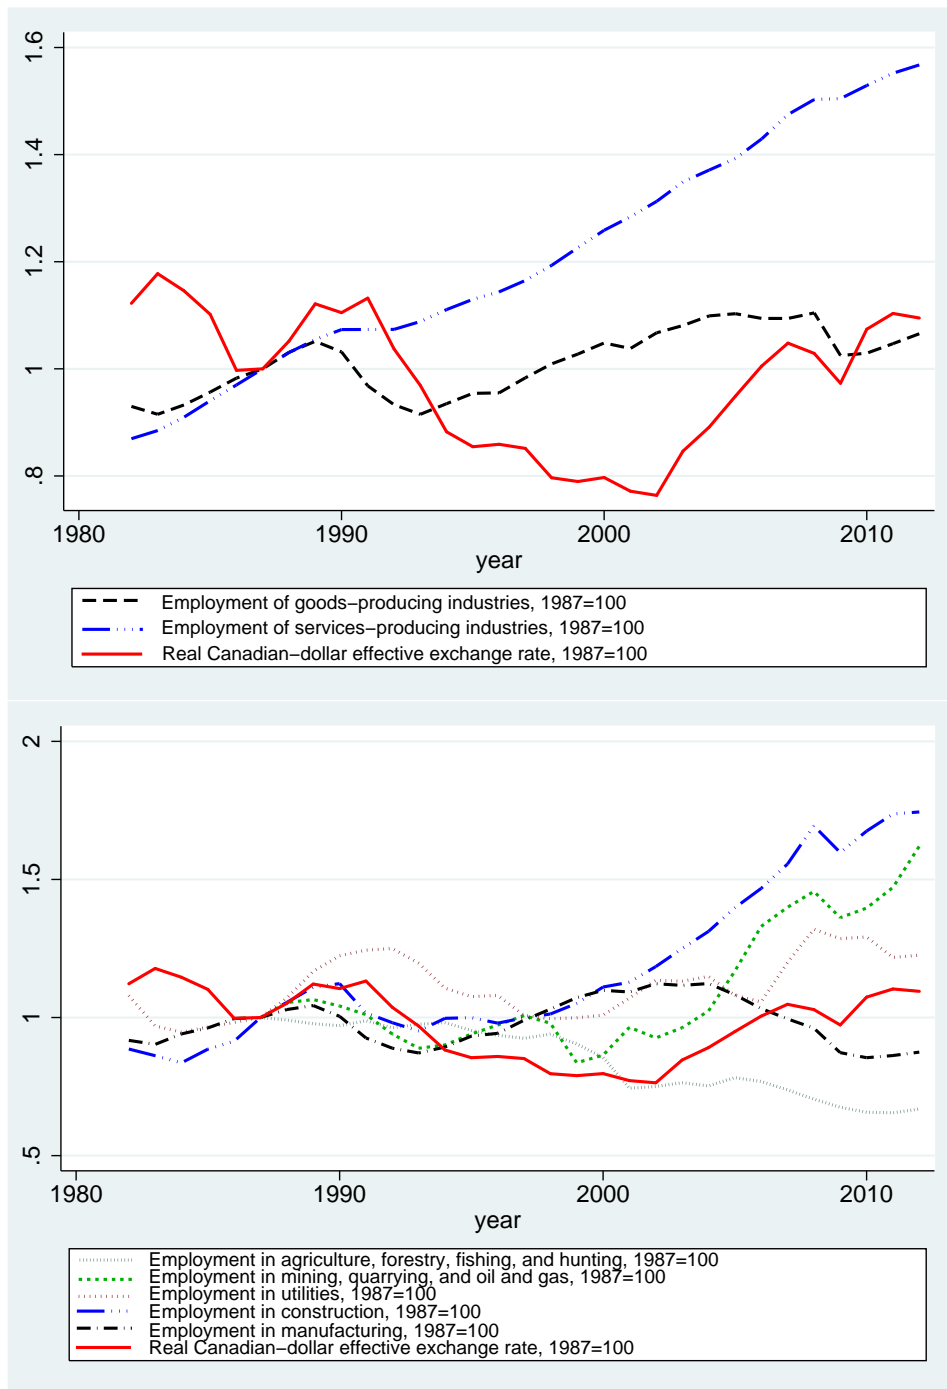 1.6
1.4
1.2
1
.8
1980 1990 2000 2010
year
Employment of goods−producing industries, 1987=100
Employment of services−producing industries, 1987=100
Real Canadian−dollar effective exchange rate, 1987=100
2
1.5
1
.5
1980 1990 2000 2010
year
Employment in agriculture, forestry, fishing, and hunting, 1987=100
Employment in mining, quarrying, and oil and gas, 1987=100
Employment in utilities, 1987=100
Employment in construction, 1987=100
Employment in manufacturing, 1987=100
Real Canadian−dollar effective exchange rate, 1987=100